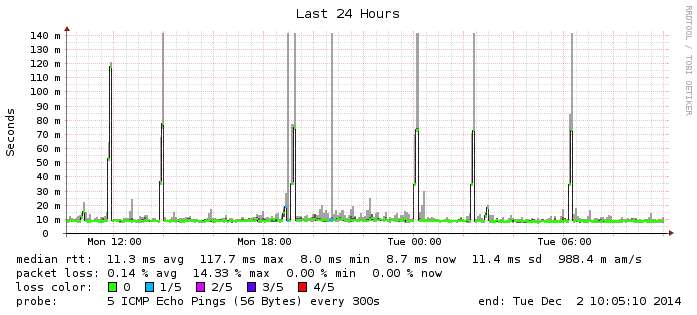 Last 24 Hours
RRDTOOL / TOBI OETIKER
Seconds
140 m
130 m
120 m
110 m
100 m
90 m
80 m
70 m
60 m
50 m
40 m
30 m
20 m
10 m
0
Mon 12:00 Mon 18:00 Tue 00:00 Tue 06:00
median rtt: 11.3 ms avg 117.7 ms max 8.0 ms min 8.7 ms now 11.4 ms sd 988.4 m am/s
packet loss: 0.14 % avg 14.33 % max 0.00 % min 0.00 % now
loss color: 0 1/5 2/5 3/5 4/5
probe: 5 ICMP Echo Pings (56 Bytes) every 300s end: Tue Dec 2 10:05:10 2014